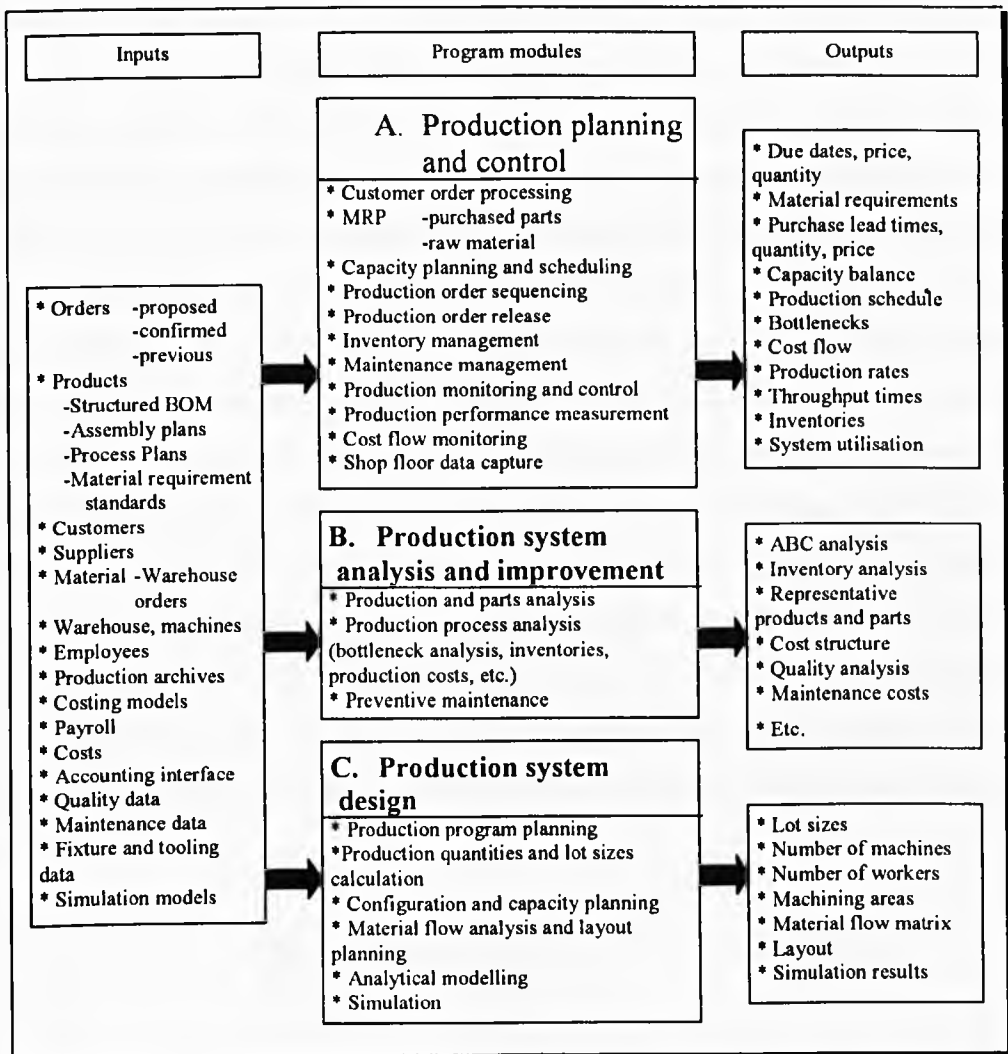 Inputs
Program modules
Outputs
* Orders -proposed
-confirmed
-previous
* Products
-Structured BOM
-Assembly plans
-Process Plans
-Material requirement
standards
* Customers
* Suppliers
* Material -Warehouse
orders
* Warehouse, machines
* Employees
* Production archives
* Costing models
* Payroll
* Costs
* Accounting interface
* Quality data
* Maintenance data
* Fixture and tooling
data
* Simulation models
A. Production planning
and control
* Customer order processing
* MRP -purchased parts
-raw material
* Capacity planning and scheduling
* Production order sequencing
* Production order release
* Inventory management
* Maintenance management
* Production monitoring and control
* Production performance measurement
* Cost flow monitoring
* Shop floor data capture
* Due dates, price,
quantity
* Material requirements
* Purchase lead times,
quantity, price
* Capacity balance
* Production schedule
* Bottlenecks
* Cost flow
* Production rates
* Throughput times
* Inventories
* System utilisation
B. Production system
analysis and improvement
* Production and parts analysis
* Production process analysis
(bottleneck analysis, inventories,
production costs, etc.)
* Preventive maintenance
* ABC analysis
* Inventory analysis
* Representative
products and parts
* Cost structure
* Quality analysis
* Maintenance costs
* Etc.
C. Production system
design
* Production program planning
*Production quantities and lot sizes
calculation
* Configuration and capacity planning
* Material flow analysis and layout
planning
* Analytical modelling
* Simulation
* Lot sizes
* Number of machines
* Number of workers
* Machining areas
* Material flow matrix
* Layout
* Simulation results